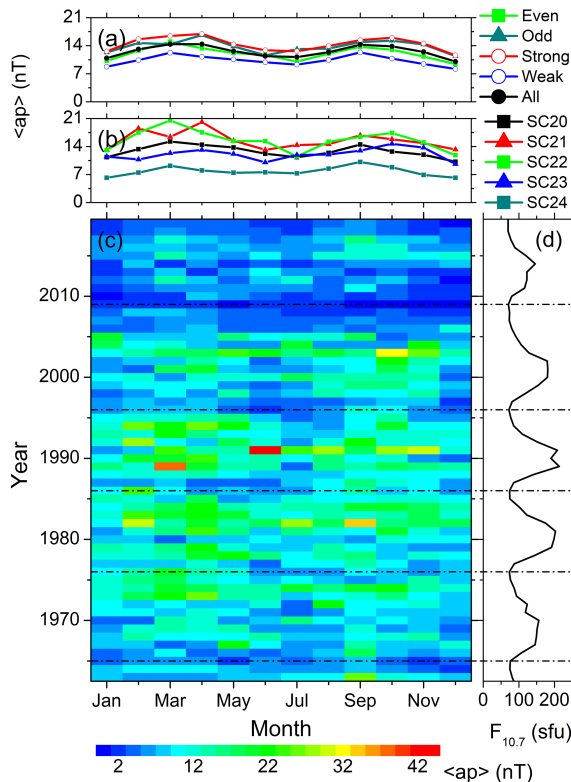 (a)
21
14
7
0
<ap> (nT)
Even
Odd
Strong
Weak
All
(b)
21
14
7
0
SC20
SC21
SC22
SC23
SC24
(c)
(d)
2010
2000
1990
1980
1970
Year
Jan Mar May Jul Sep Nov
Month
0 100 200
F10.7 (sfu)
2 12 22 32 42
<ap> (nT)